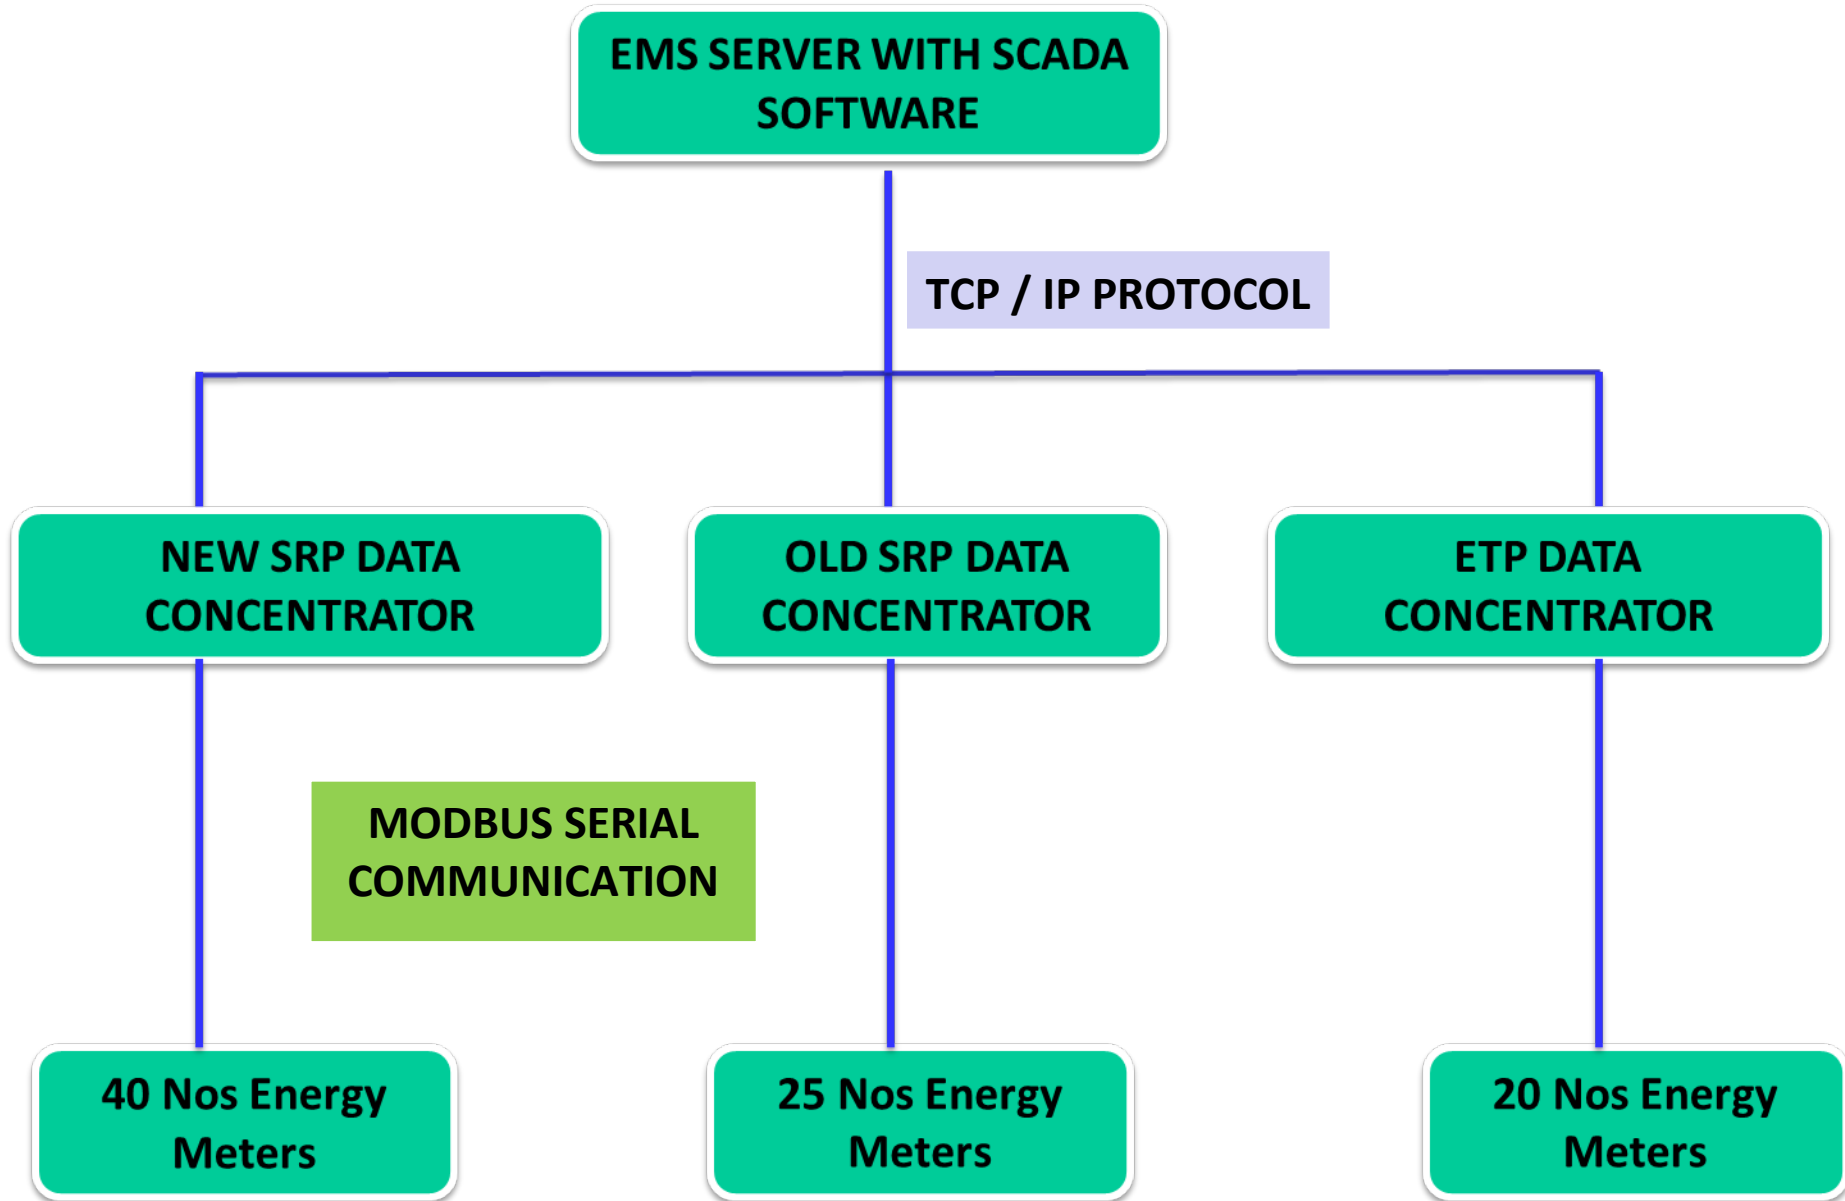 EMS SERVER WITH SCADA
SOFTWARE
TCP / IP PROTOCOL
NEW SRP DATA
CONCENTRATOR
OLD SRP DATA
CONCENTRATOR
ETP DATA
CONCENTRATOR
MODBUS SERIAL
COMMUNICATION
40 Nos Energy
Meters
25 Nos Energy
Meters
20 Nos Energy
Meters